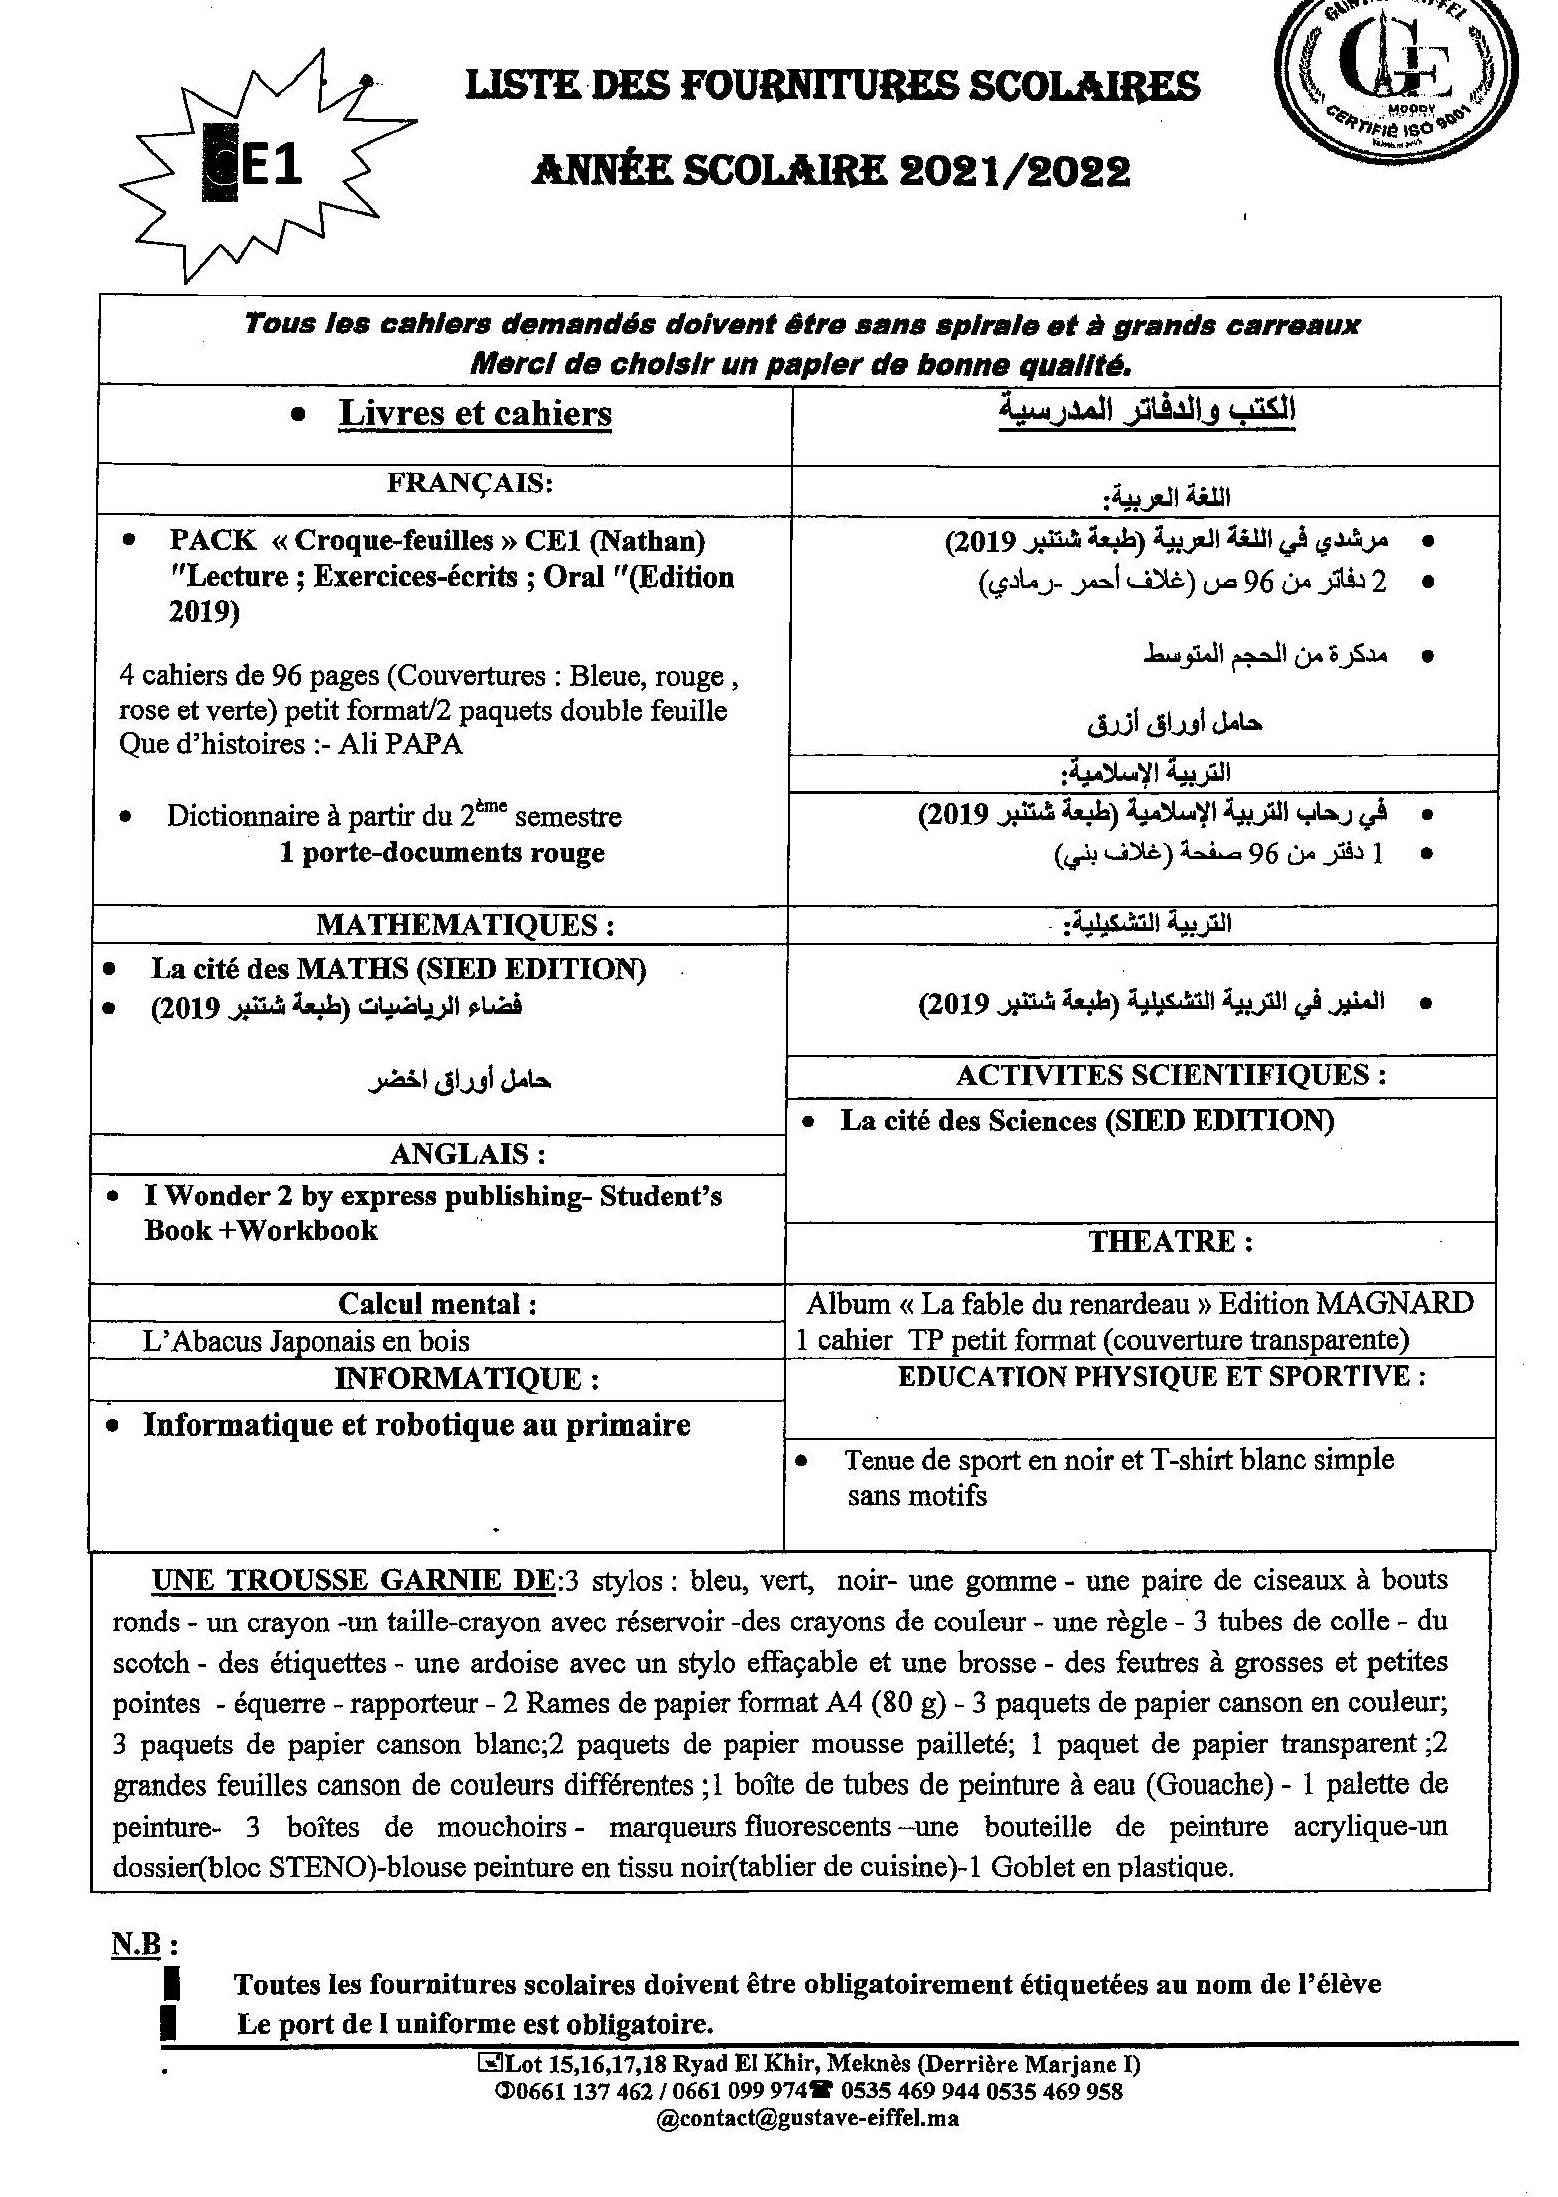 LISTE DES FOURNITURES SCOLAIRES
ANNÉE SCOLAIRE 2021/2022
CE1
EIFFEL
GE
MOODY
CERTIFIÉ ISO 9001
Tous les cahiers demandés doivent être sans spirale et à grands carreaux
Merci de choisir un papier de bonne qualité.
• Livres et cahiers
FRANÇAIS:
• PACK « Croque-feuilles » CE1 (Nathan)
"Lecture ; Exercices-écrits ; Oral "(Edition
2019)
4 cahiers de 96 pages (Couvertures : Bleue, rouge ,
rose et verte) petit format/2 paquets double feuille
Que d'histoires :- Ali PAPA
• Dictionnaire à partir du 2ème semestre
1 porte-documents rouge
MATHEMATIQUES :
• La cité des MATHS (SIED EDITION)
• فضاء الرياضيات (طبعة شتنبر 2019)
حامل أوراق اخضر
ANGLAIS :
• I Wonder 2 by express publishing- Student's
Book +Workbook
Calcul mental :
L'Abacus Japonais en bois
INFORMATIQUE :
• Informatique et robotique au primaire
الكتب والدفاتر المدرسية
اللغة العربية:
• مرشدي في اللغة العربية (طبعة شتنبر 2019)
• 2 دفاتر من 96 ص (غلاف أحمر -رمادي)
• مدكرة من الحجم المتوسط
حامل أوراق أزرق
التربية الإسلامية:
• في رحاب التربية الإسلامية (طبعة شتنبر 2019)
• 1 دفتر من 96 صفحة (غلاف بني)
التربية التشكيلية:
• المنير في التربية التشكيلية (طبعة شتنبر 2019)
ACTIVITES SCIENTIFIQUES :
• La cité des Sciences (SIED EDITION)
THEATRE :
Album « La fable du renardeau » Edition MAGNARD
1 cahier TP petit format (couverture transparente)
EDUCATION PHYSIQUE ET SPORTIVE :
• Tenue de sport en noir et T-shirt blanc simple
sans motifs
UNE TROUSSE GARNIE DE:3 stylos : bleu, vert, noir- une gomme - une paire de ciseaux à bouts
ronds - un crayon -un taille-crayon avec réservoir -des crayons de couleur - une règle - 3 tubes de colle - du
scotch - des étiquettes - une ardoise avec un stylo effaçable et une brosse - des feutres à grosses et petites
pointes - équerre - rapporteur - 2 Rames de papier format A4 (80 g) - 3 paquets de papier canson en couleur;
3 paquets de papier canson blanc;2 paquets de papier mousse pailleté; 1 paquet de papier transparent ;2
grandes feuilles canson de couleurs différentes ;1 boîte de tubes de peinture à eau (Gouache) - 1 palette de
peinture- 3 boîtes de mouchoirs - marqueurs fluorescents –une bouteille de peinture acrylique-un
dossier(bloc STENO)-blouse peinture en tissu noir(tablier de cuisine)-1 Goblet en plastique.
N.B :
Toutes les fournitures scolaires doivent être obligatoirement étiquetées au nom de l'élève
Le port de l uniforme est obligatoire.
Lot 15,16,17,18 Ryad El Khir, Meknès (Derrière Marjane I)
0661 137 462 / 0661 099 974☎ 0535 469 944 0535 469 958
@contact@gustave-eiffel.ma